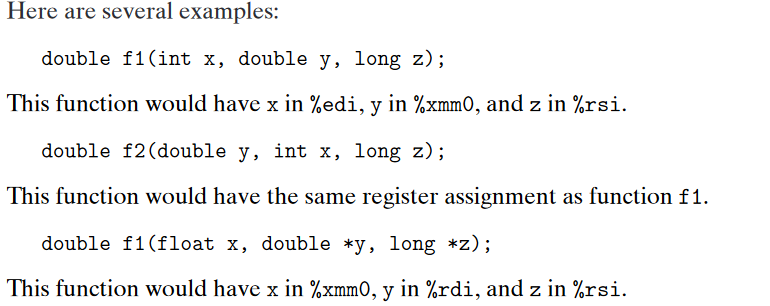 Here are several examples:
double f1(int x, double y, long z);
This function would have x in %edi, y in %xmm0, and z in %rsi.
double f2(double y, int x, long z);
This function would have the same register assignment as function f1.
double f1(float x, double *y, long *z);
This function would have x in %xmm0, y in %rdi, and z in %rsi.